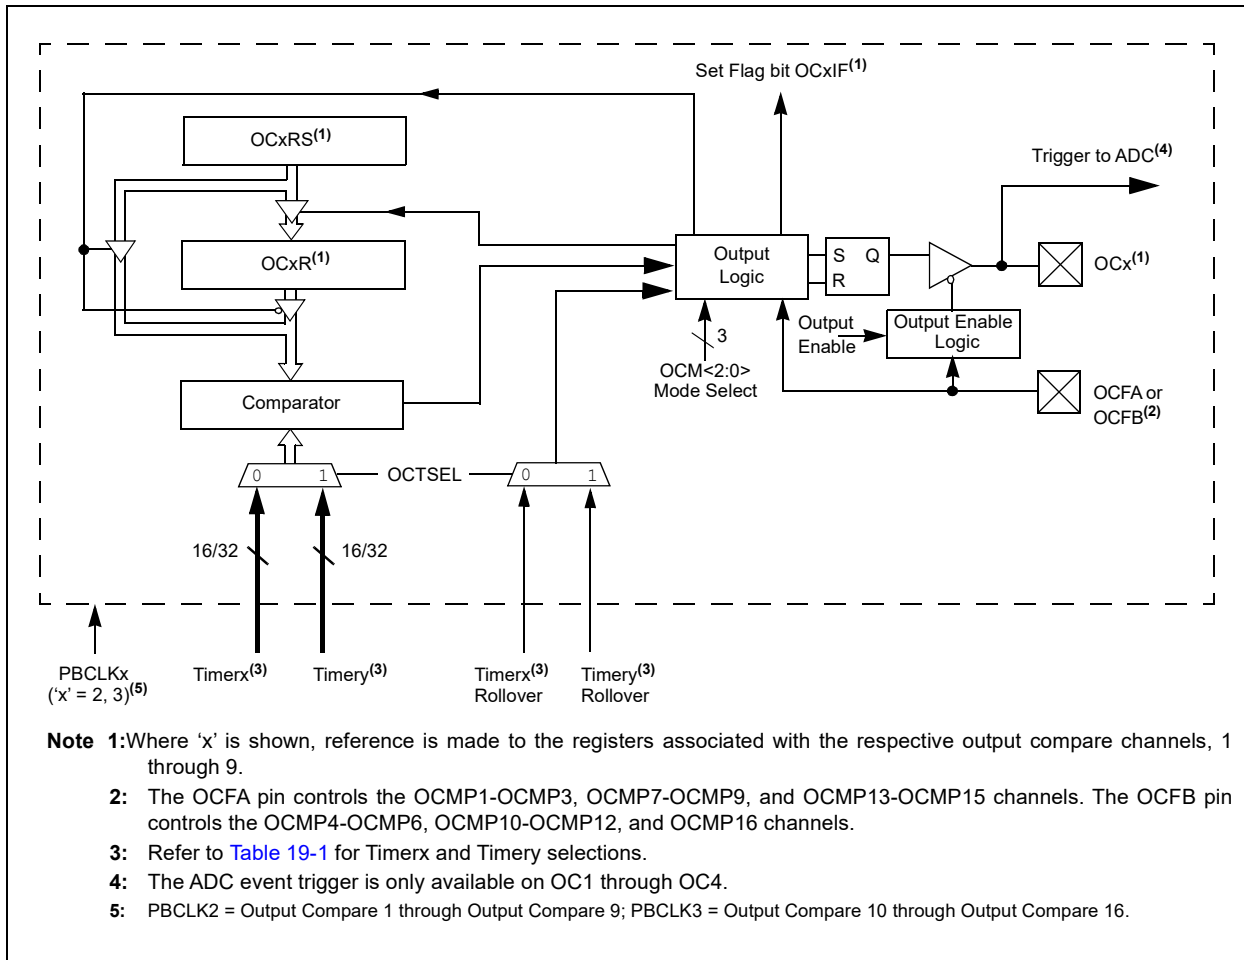 Set Flag bit OCxIF(1)
OCxRS(1)
Trigger to ADC(4)
OCxR(1)
Output
Logic
S Q
R
OCx(1)
3
Output
Enable
Output Enable
Logic
OCM<2:0>
Mode Select
Comparator
OCFA or
OCFB(2)
0 1
OCTSEL
0 1
16/32
16/32
PBCLKx
('x' = 2, 3)(5)
Timerx(3)
Timery(3)
Timerx(3)
Rollover
Timery(3)
Rollover
Note 1:Where 'x' is shown, reference is made to the registers associated with the respective output compare channels, 1
through 9.
2: The OCFA pin controls the OCMP1-OCMP3, OCMP7-OCMP9, and OCMP13-OCMP15 channels. The OCFB pin
controls the OCMP4-OCMP6, OCMP10-OCMP12, and OCMP16 channels.
3: Refer to Table 19-1 for Timerx and Timery selections.
4: The ADC event trigger is only available on OC1 through OC4.
5: PBCLK2 = Output Compare 1 through Output Compare 9; PBCLK3 = Output Compare 10 through Output Compare 16.